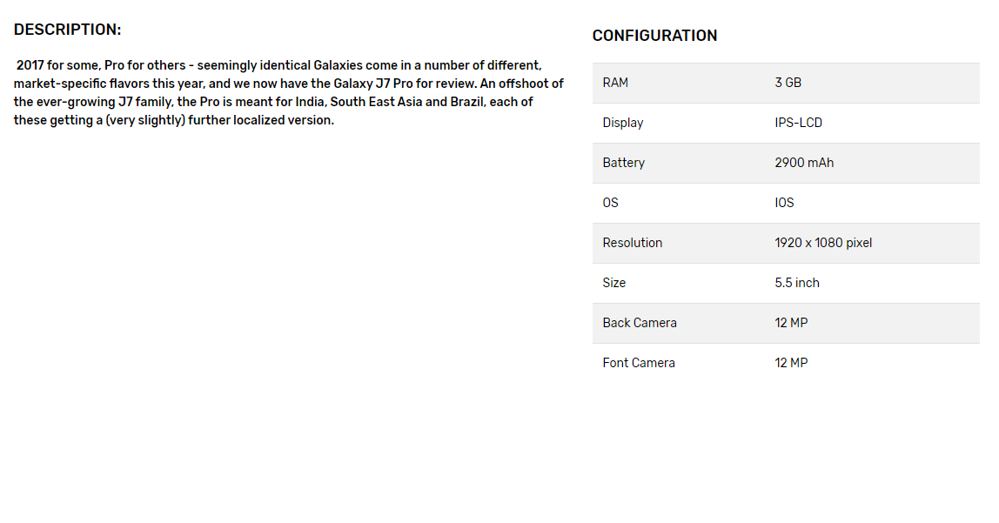 DESCRIPTION:
2017 for some, Pro for others - seemingly identical Galaxies come in a number of different,
market-specific flavors this year, and we now have the Galaxy J7 Pro for review. An offshoot of
the ever-growing J7 family, the Pro is meant for India, South East Asia and Brazil, each of
these getting a (very slightly) further localized version.
CONFIGURATION
RAM 3 GB
Display IPS-LCD
Battery 2900 mAh
OS IOS
Resolution 1920 x 1080 pixel
Size 5.5 inch
Back Camera 12 MP
Font Camera 12 MP